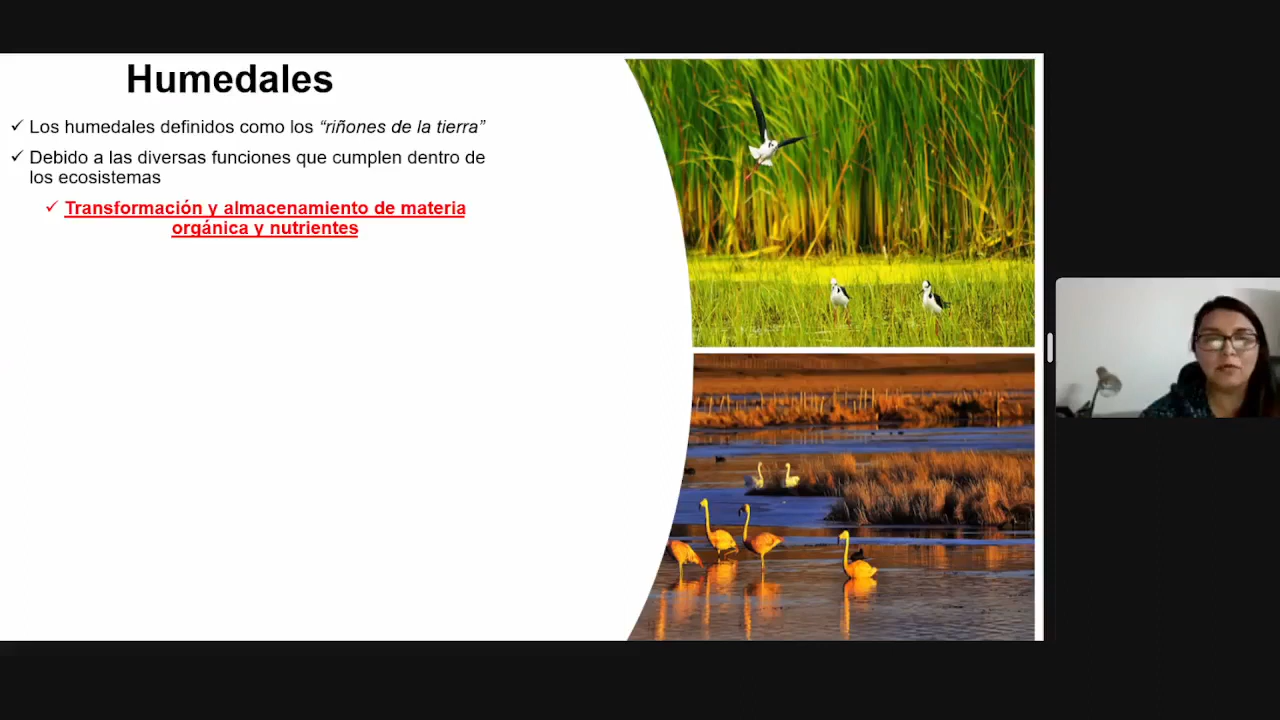 Humedales
✓ Los humedales definidos como los “riñones de la tierra”
✓ Debido a las diversas funciones que cumplen dentro de
los ecosistemas
✓ Transformación y almacenamiento de materia
orgánica y nutrientes